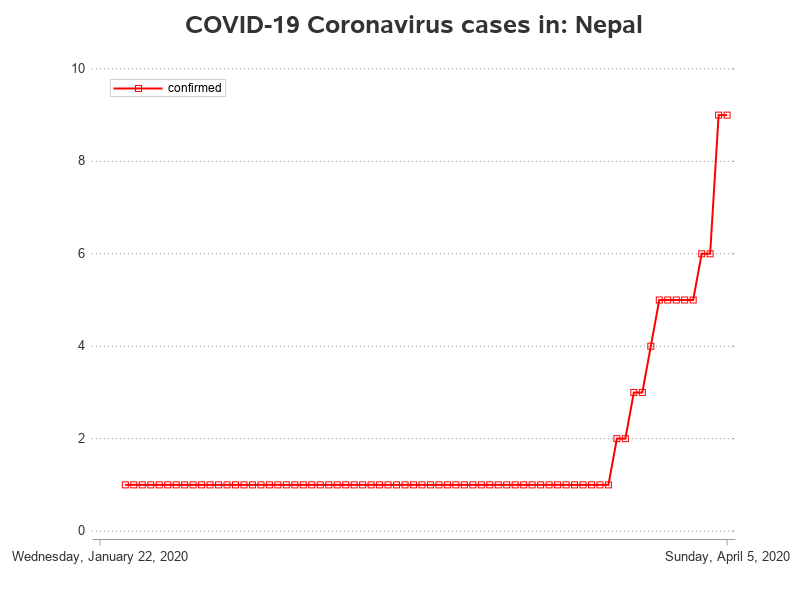 COVID-19 Coronavirus cases in: Nepal
10
confirmed
8
6
4
2
0
Wednesday, January 22, 2020 Sunday, April 5, 2020